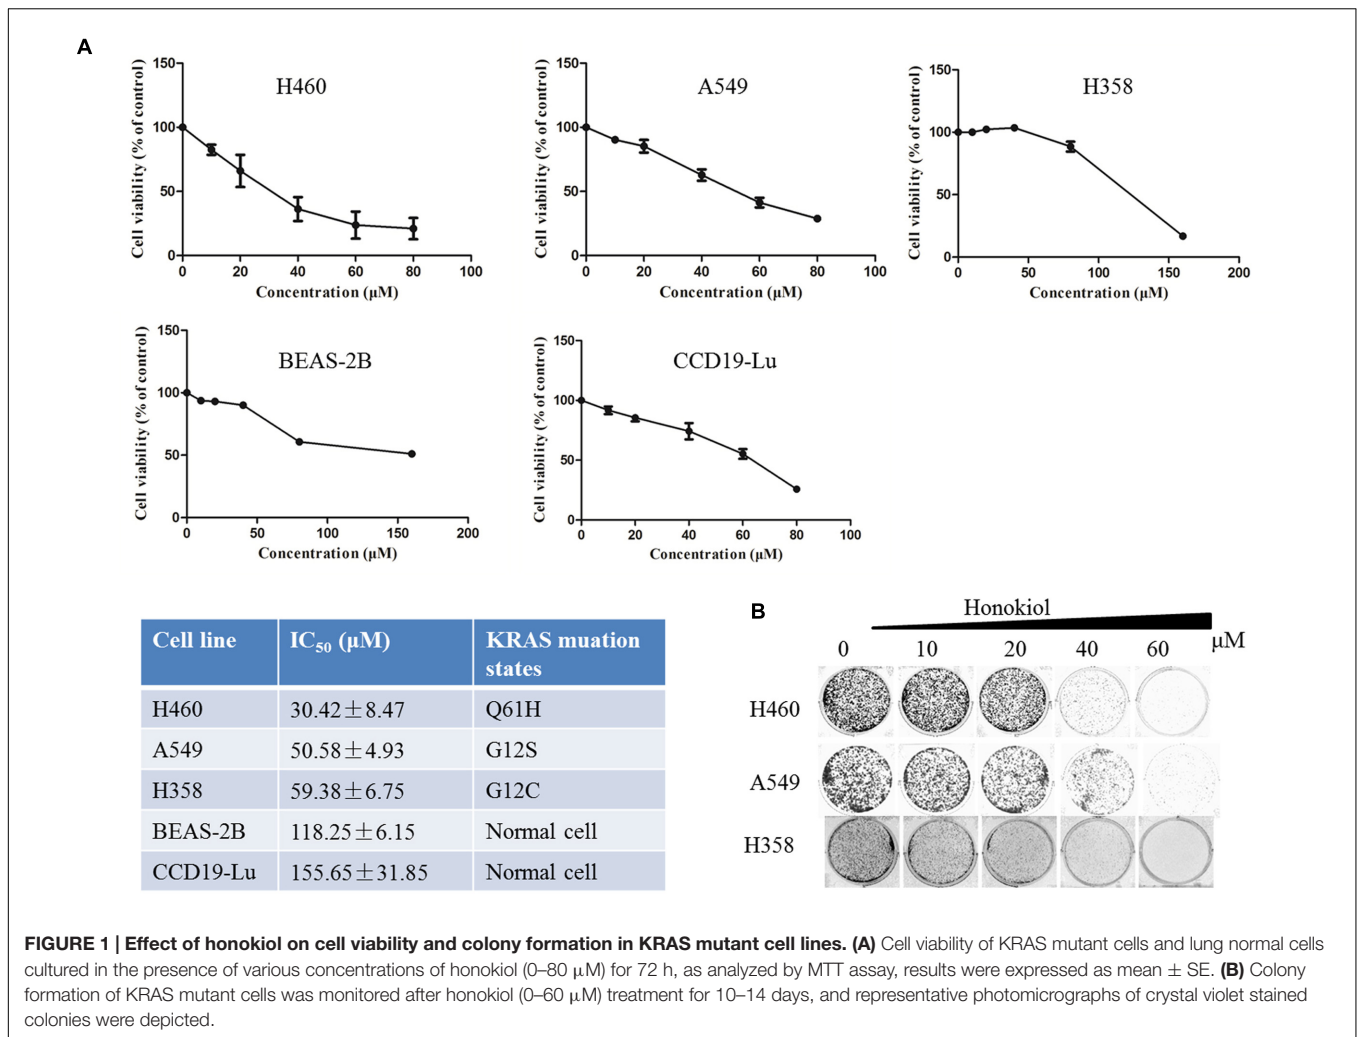 A
H460
150
100
50
0
0 20 40 60 80 100
Cell viability (% of control)
Concentration (µM)
A549
150
100
50
0
0 20 40 60 80 100
Cell viability (% of control)
Concentration (µM)
H358
150
100
50
0
0 50 100 150 200
Cell viability (% of control)
Concentration (µM)
BEAS-2B
150
100
50
0
0 50 100 150 200
Cell viability (% of control)
Concentration (µM)
CCD19-Lu
150
100
50
0
0 20 40 60 80 100
Cell viability (% of control)
Concentration (µM)
Cell line IC50 (µM) KRAS muation
states
H460 30.42±8.47 Q61H
A549 50.58±4.93 G12S
H358 59.38±6.75 G12C
BEAS-2B 118.25±6.15 Normal cell
CCD19-Lu 155.65±31.85 Normal cell
B
Honokiol
0 10 20 40 60 µM
H460
A549
H358
FIGURE 1 | Effect of honokiol on cell viability and colony formation in KRAS mutant cell lines. (A) Cell viability of KRAS mutant cells and lung normal cells
cultured in the presence of various concentrations of honokiol (0–80 µM) for 72 h, as analyzed by MTT assay, results were expressed as mean ± SE. (B) Colony
formation of KRAS mutant cells was monitored after honokiol (0–60 µM) treatment for 10–14 days, and representative photomicrographs of crystal violet stained
colonies were depicted.